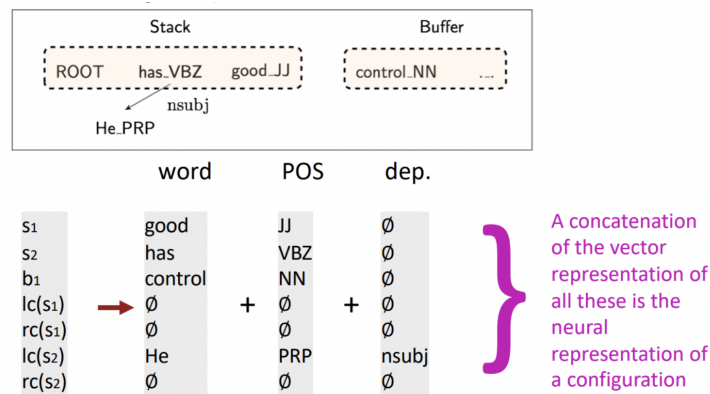 Stack Buffer
ROOT has_VBZ good_JJ control_NN ._.
nsubj
He_PRP
word POS dep.
s1 good JJ Ø
s2 has VBZ Ø
b1 control NN Ø
lc(s1) Ø + Ø + Ø
rc(s1) Ø Ø Ø
lc(s2) He PRP nsubj
rc(s2) Ø Ø Ø
}
A concatenation
of the vector
representation of
all these is the
neural
representation of
a configuration